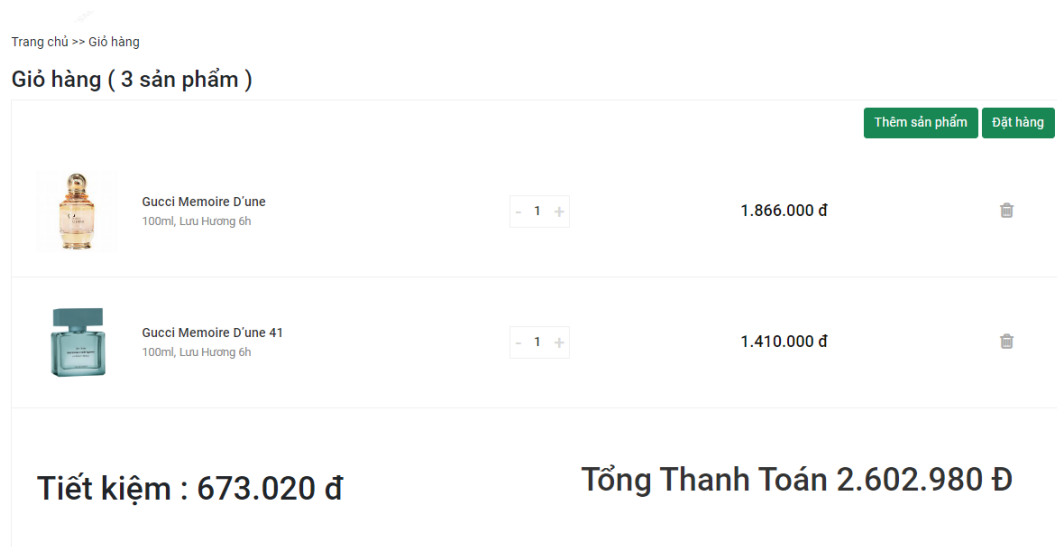 Trang chủ >> Giỏ hàng
Giỏ hàng ( 3 sản phẩm )
Thêm sản phẩm Đặt hàng
Gucci Memoire D'une
100ml, Lưu Hương 6h
- 1 +
1.866.000 đ
Gucci Memoire D'une 41
100ml, Lưu Hương 6h
- 1 +
1.410.000 đ
Tiết kiệm : 673.020 đ
Tổng Thanh Toán 2.602.980 Đ